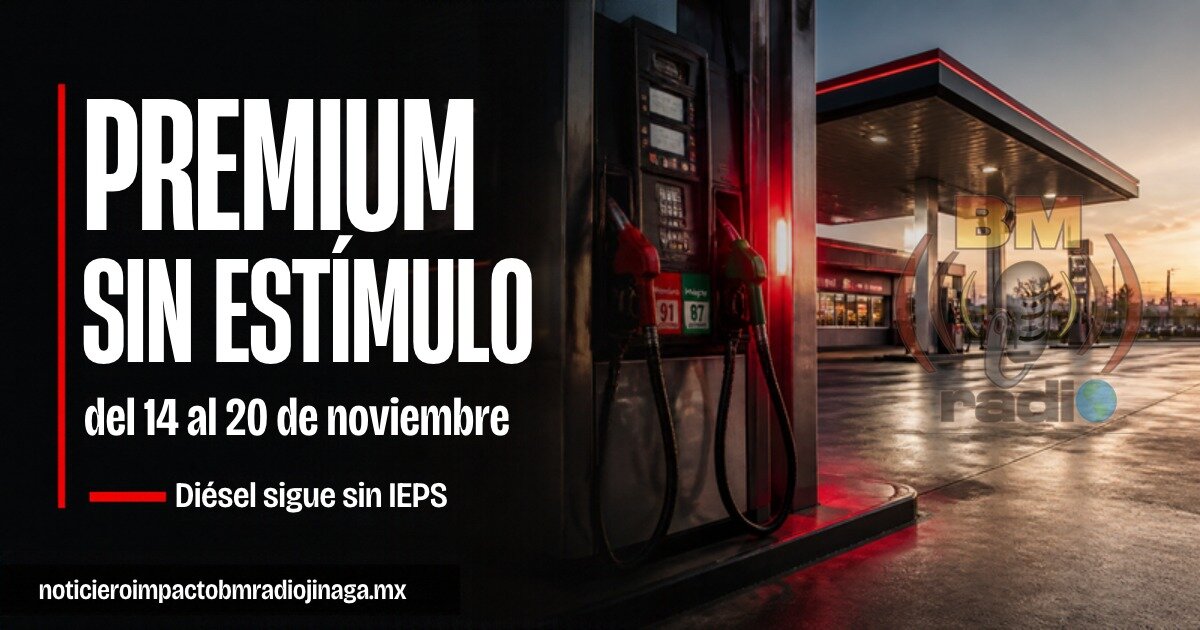 PREMIUM
SIN ESTÍMULO
del 14 al 20 de noviembre
Diésel sigue sin IEPS
noticieroimpactobmradiojinaga.mx
91
87
BM
radio